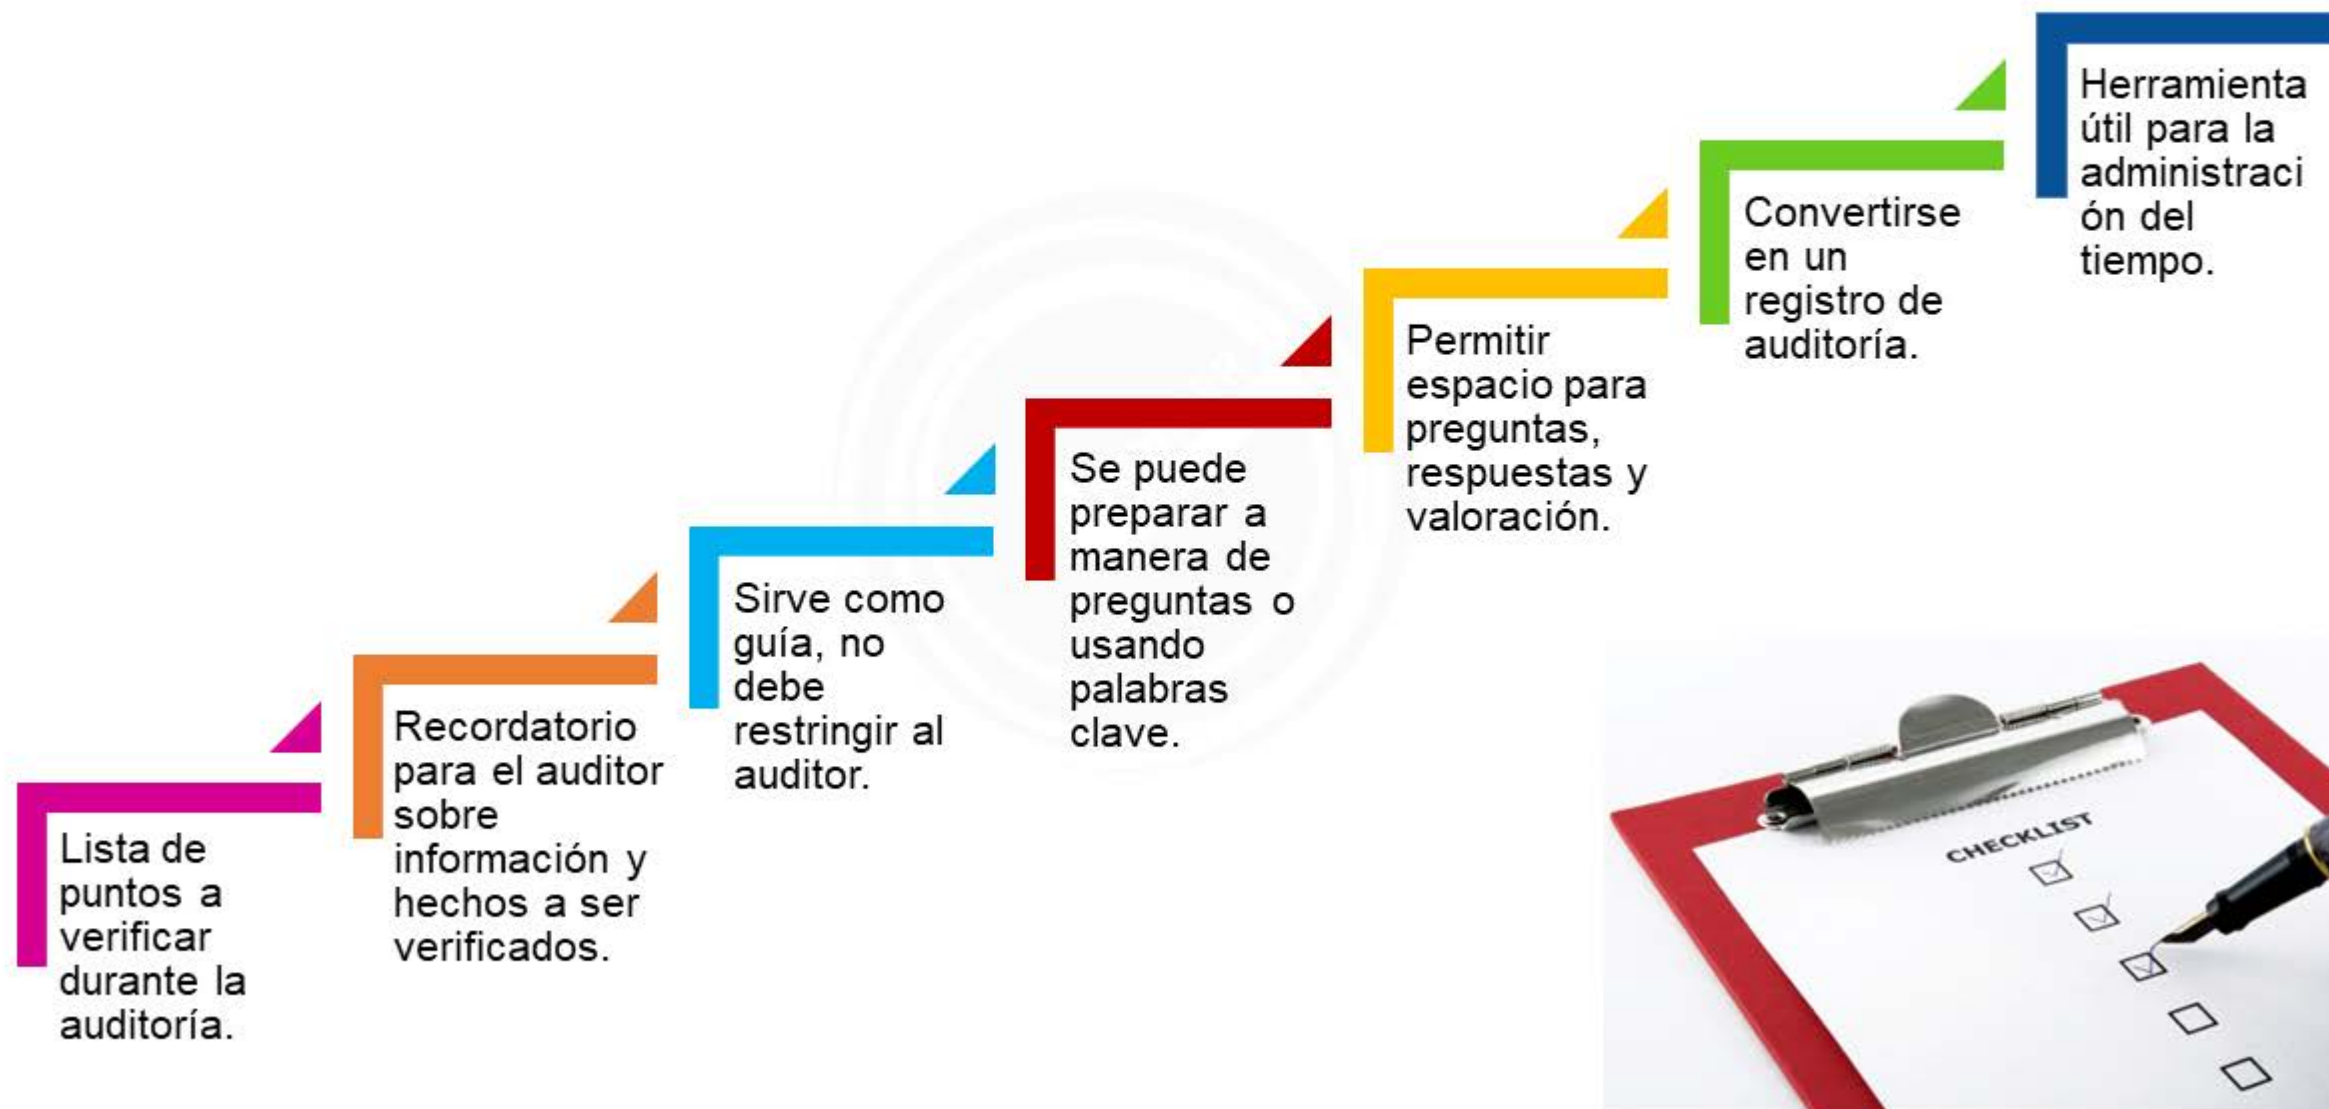 Lista de
puntos a
verificar
durante la
auditoría.
Recordatorio
para el auditor
sobre
información y
hechos a ser
verificados.
Sirve como
guía, no
debe
restringir al
auditor.
Se puede
preparar a
manera de
preguntas o
usando
palabras
clave.
Permitir
espacio para
preguntas,
respuestas y
valoración.
Convertirse
en un
registro de
auditoría.
Herramienta
útil para la
administraci
ón del
tiempo.
CHECKLIST